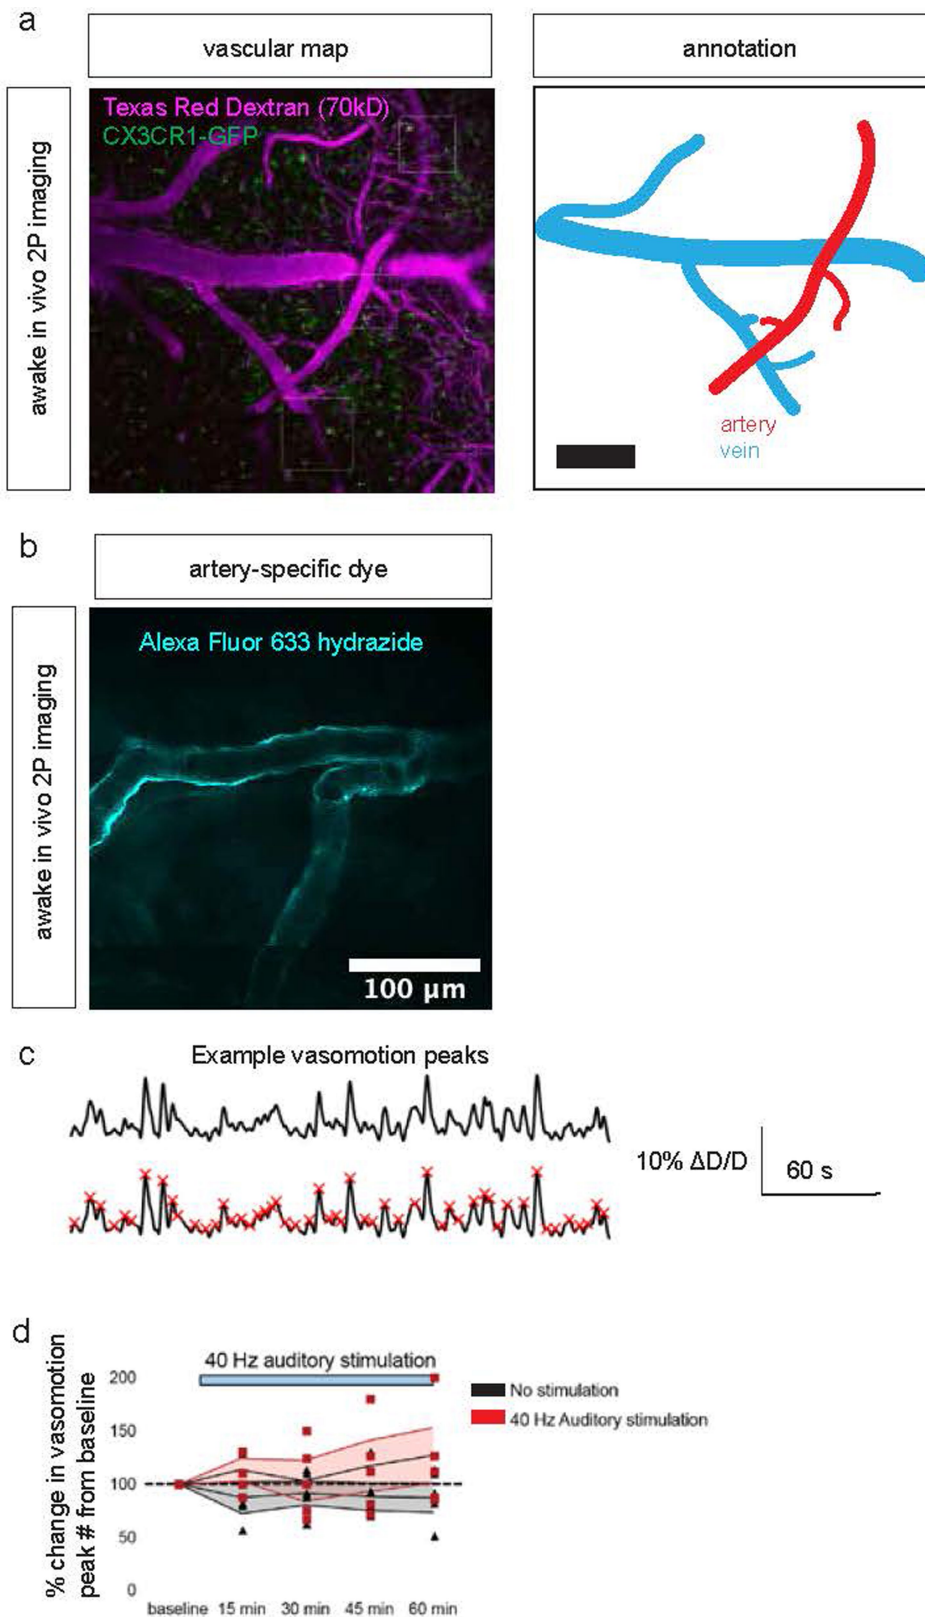 a
vascular map
annotation
awake in vivo 2P imaging
Texas Red Dextran (70kD)
CX3CR1-GFP
artery
vein
b
artery-specific dye
awake in vivo 2P imaging
Alexa Fluor 633 hydrazide
100 μm
c
Example vasomotion peaks
10% ΔD/D
60 s
d
% change in vasomotion
peak # from baseline
40 Hz auditory stimulation
200
150
100
50
0
baseline 15 min 30 min 45 min 60 min
No stimulation
40 Hz Auditory stimulation